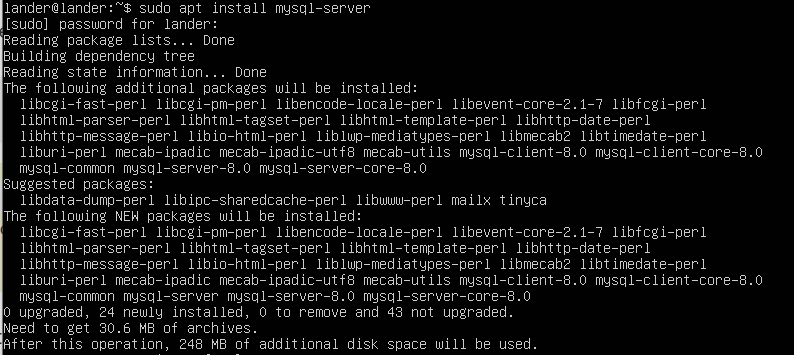 lander@lander:~$ sudo apt install mysql-server
[sudo] password for lander:
Reading package lists... Done
Building dependency tree
Reading state information... Done
The following additional packages will be installed:
  libcgi-fast-perl libcgi-pm-perl libencode-locale-perl libevent-core-2.1-7 libfcgi-perl
  libhtml-parser-perl libhtml-tagset-perl libhtml-template-perl libhttp-date-perl
  libhttp-message-perl libio-html-perl liblwp-mediatypes-perl libmecab2 libtimedate-perl
  liburi-perl mecab-ipadic mecab-ipadic-utf8 mecab-utils mysql-client-8.0 mysql-client-core-8.0
  mysql-common mysql-server-8.0 mysql-server-core-8.0
Suggested packages:
  libdata-dump-perl libipc-sharedcache-perl libwww-perl mailx tinyca
The following NEW packages will be installed:
  libcgi-fast-perl libcgi-pm-perl libencode-locale-perl libevent-core-2.1-7 libfcgi-perl
  libhtml-parser-perl libhtml-tagset-perl libhtml-template-perl libhttp-date-perl
  libhttp-message-perl libio-html-perl liblwp-mediatypes-perl libmecab2 libtimedate-perl
  liburi-perl mecab-ipadic mecab-ipadic-utf8 mecab-utils mysql-client-8.0 mysql-client-core-8.0
  mysql-common mysql-server mysql-server-8.0 mysql-server-core-8.0
0 upgraded, 24 newly installed, 0 to remove and 43 not upgraded.
Need to get 30.6 MB of archives.
After this operation, 248 MB of additional disk space will be used.